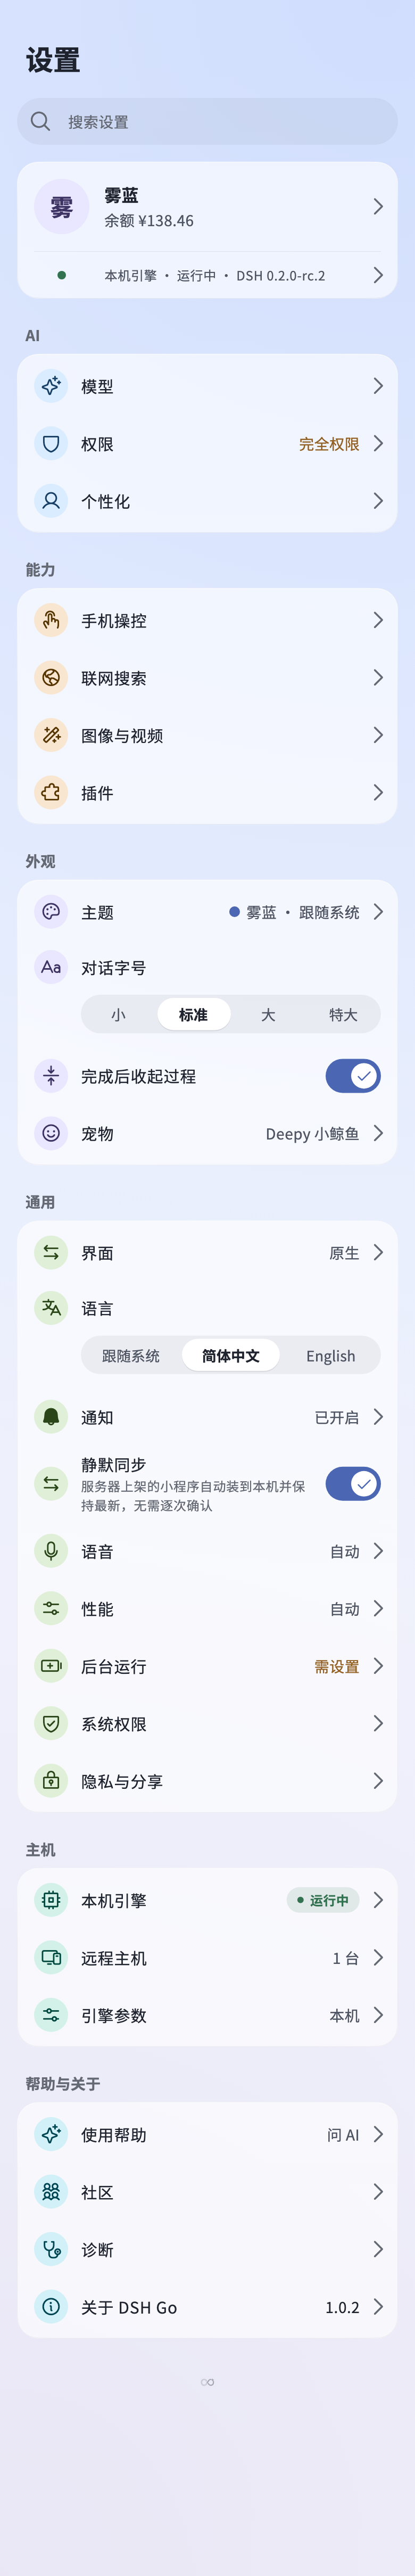 设置
搜索设置
雾
雾蓝
余额 ¥138.46
本机引擎 · 运行中 · DSH 0.2.0-rc.2
AI
模型
权限 完全权限
个性化
能力
手机操控
联网搜索
图像与视频
插件
外观
主题 雾蓝 · 跟随系统
Aa 对话字号
小 标准 大 特大
完成后收起过程
宠物 Deepy 小鲸鱼
通用
界面 原生
文A 语言
跟随系统 简体中文 English
通知 已开启
静默同步
服务器上架的小程序自动装到本机并保
持最新，无需逐次确认
语音 自动
性能 自动
后台运行 需设置
系统权限
隐私与分享
主机
本机引擎 运行中
远程主机 1 台
引擎参数 本机
帮助与关于
使用帮助 问 AI
社区
诊断
关于 DSH Go 1.0.2